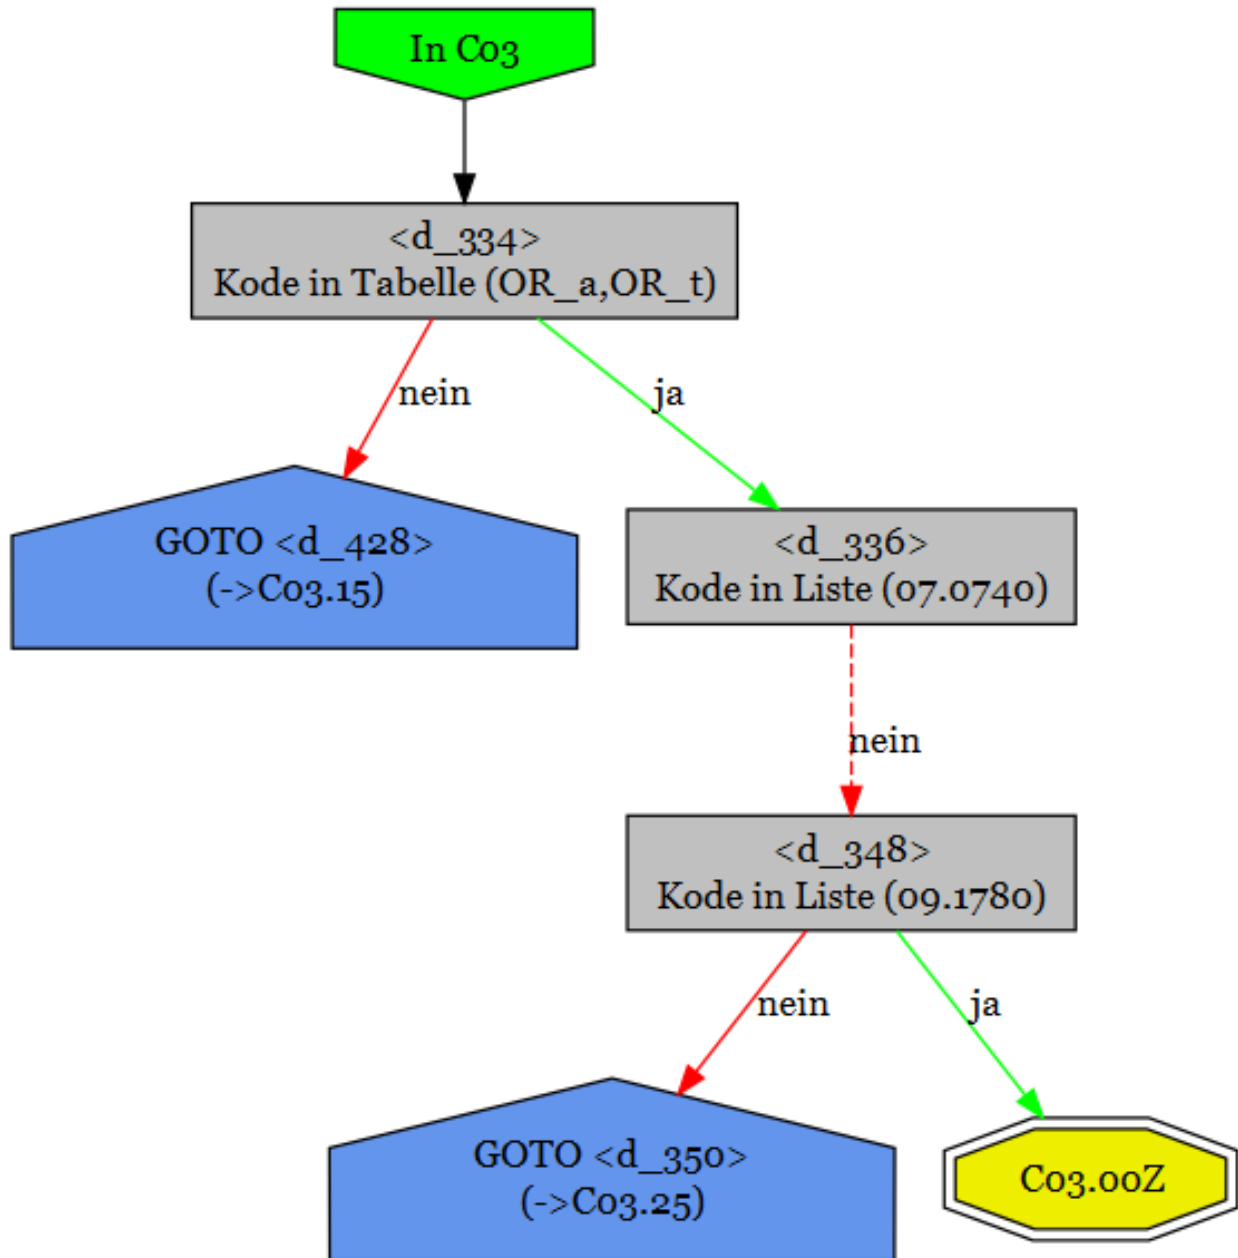 In C03
<d_334>
Kode in Tabelle (OR_a,OR_t)
nein
ja
GOTO <d_428>
(->C03.15)
<d_336>
Kode in Liste (07.0740)
nein
<d_348>
Kode in Liste (09.1780)
nein
ja
GOTO <d_350>
(->C03.25)
C03.00Z